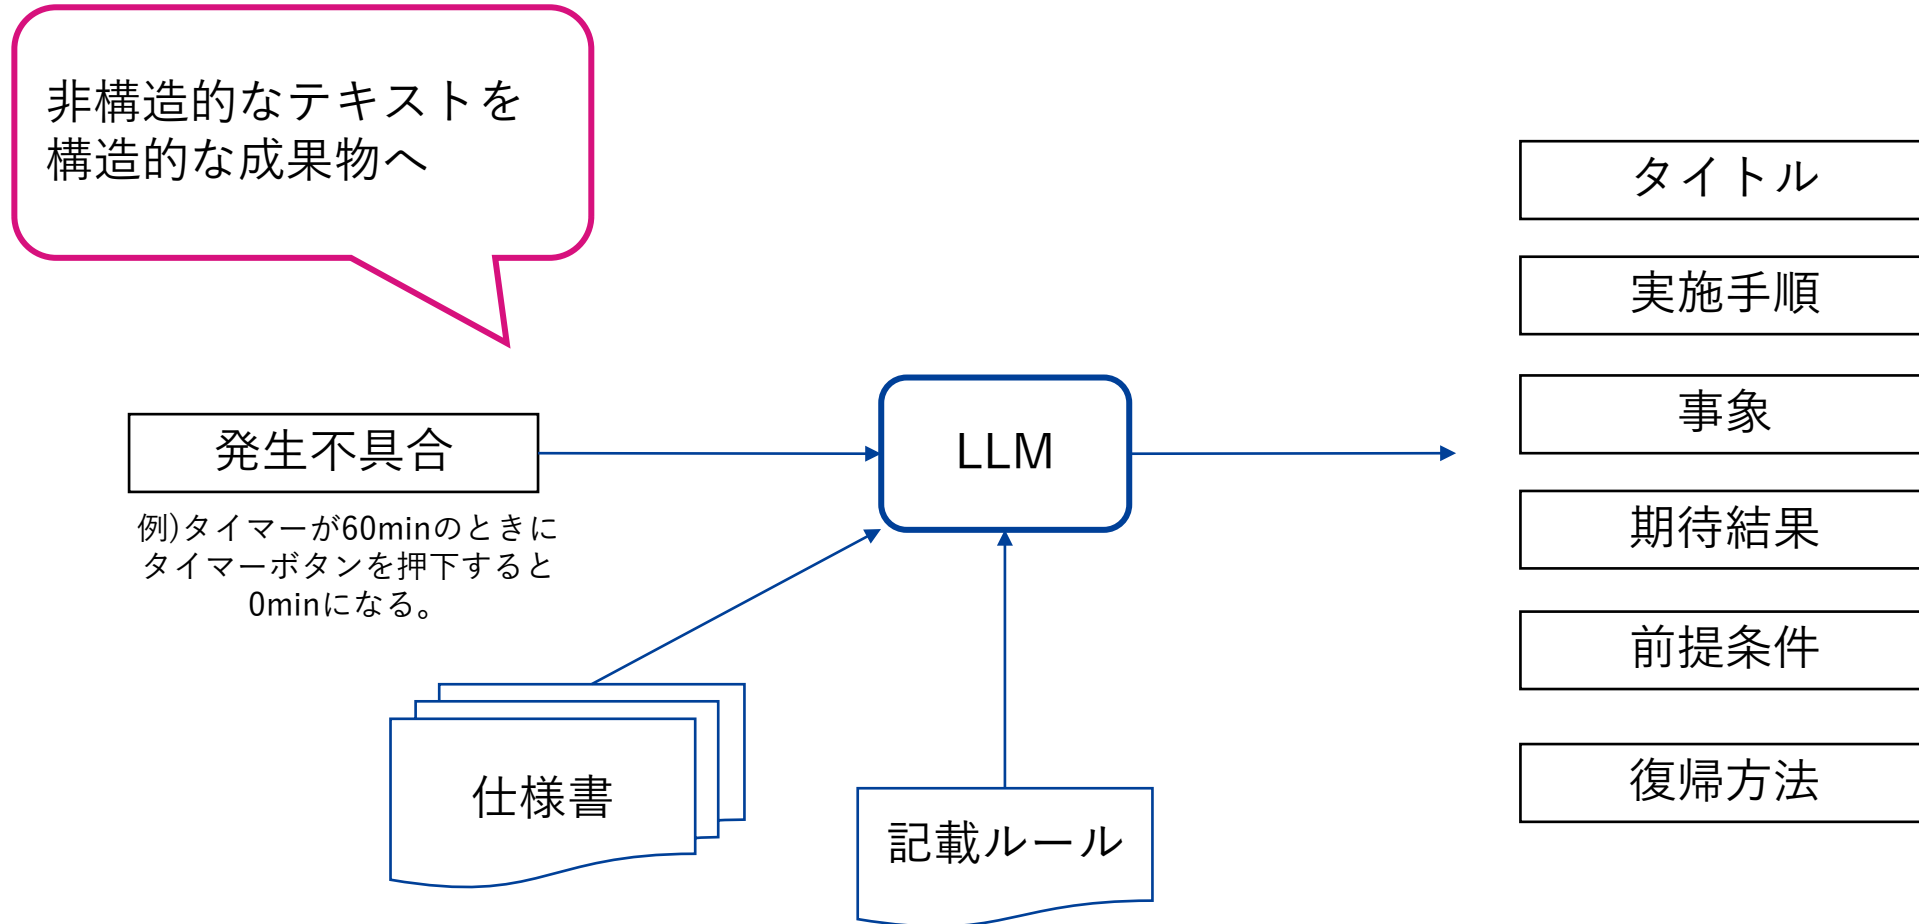 非構造的なテキストを
構造的な成果物へ
発生不具合
例)タイマーが60minのときに
タイマーボタンを押下すると
0minになる。
LLM
仕様書
記載ルール
タイトル
実施手順
事象
期待結果
前提条件
復帰方法